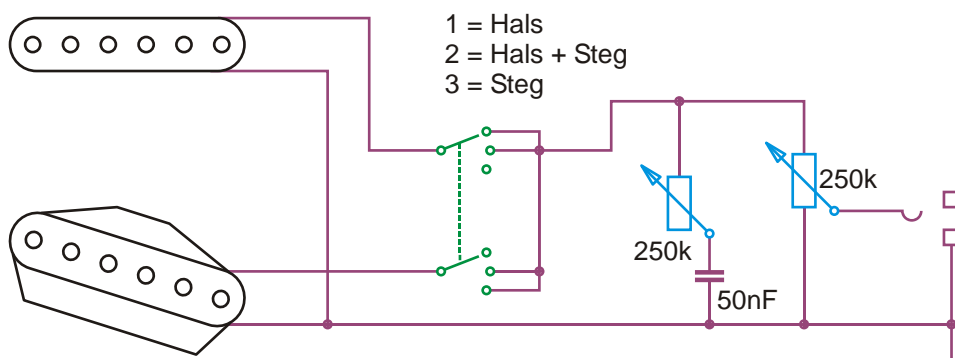 1 = Hals
2 = Hals + Steg
3 = Steg
250k
250k
50nF